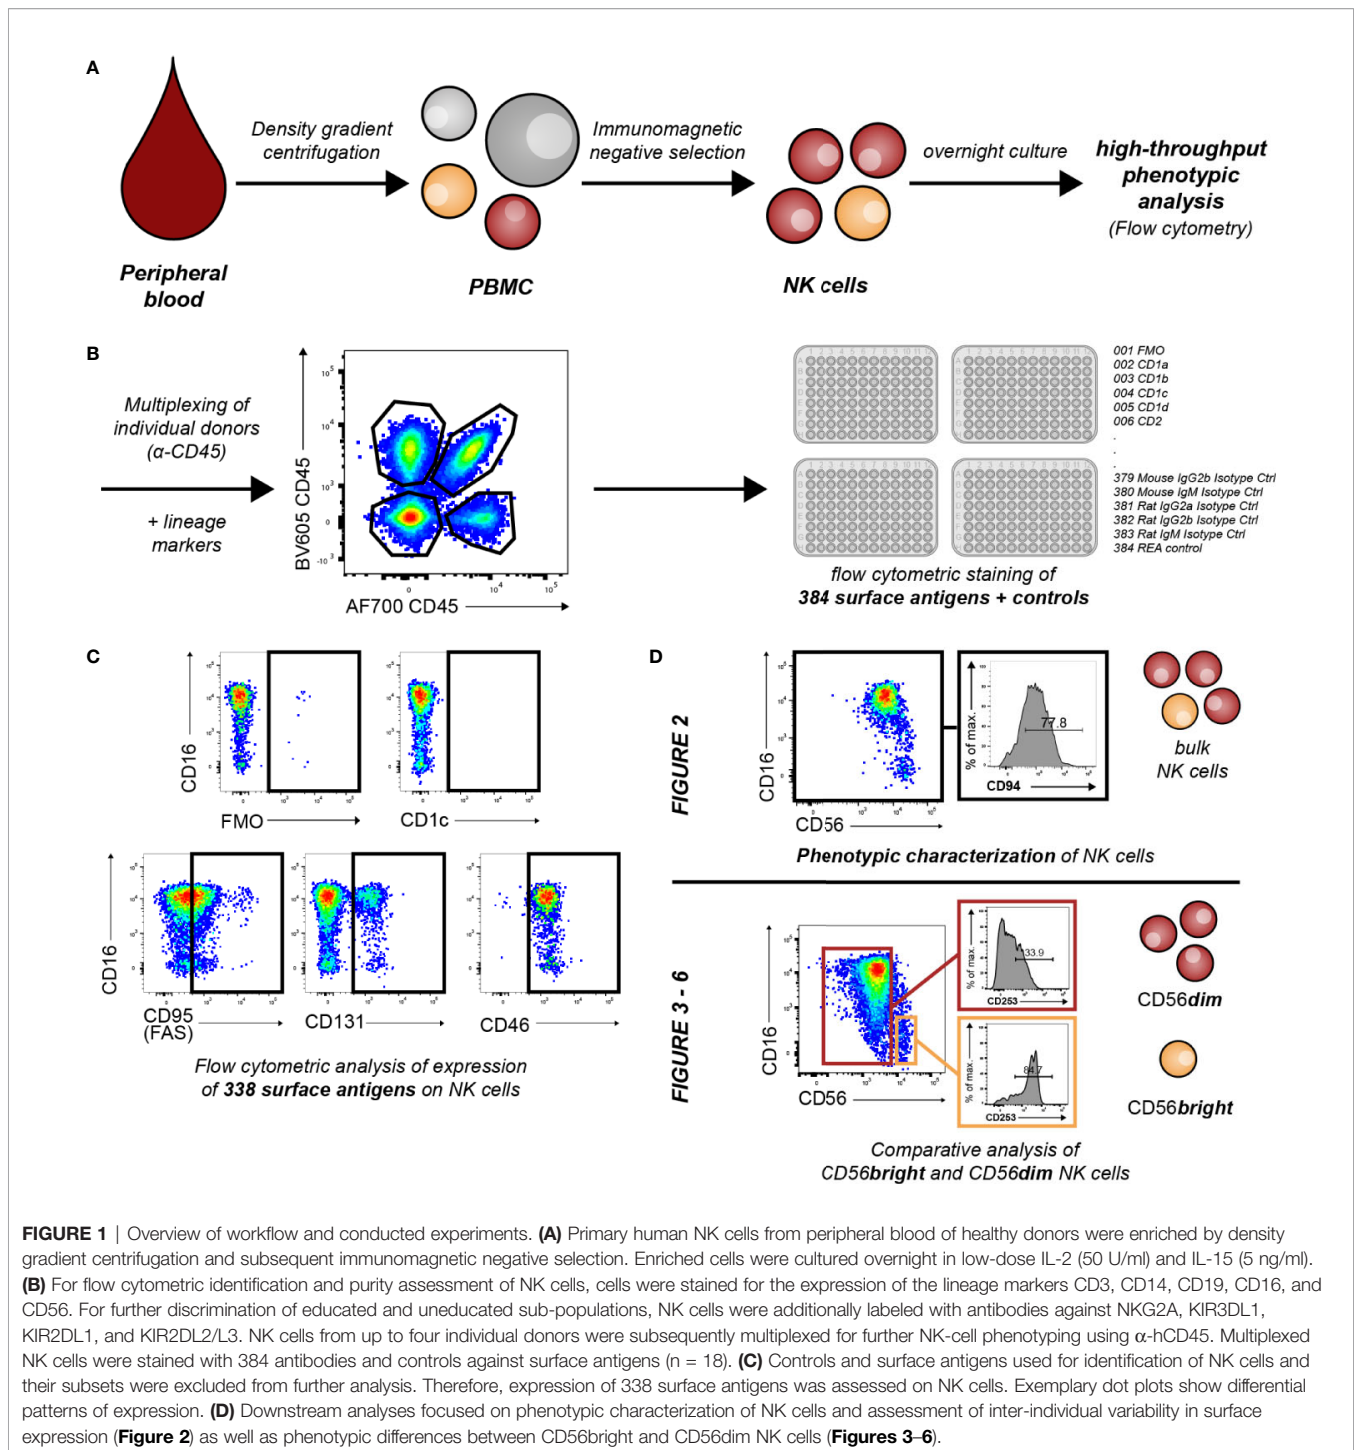 A
Density gradient
centrifugation
Immunomagnetic
negative selection
overnight culture
high-throughput
phenotypic
analysis
(Flow cytometry)
Peripheral
blood
PBMC
NK cells
B
Multiplexing of
individual donors
(α-CD45)
+ lineage
markers
BV605 CD45
AF700 CD45
001 FMO
002 CD1a
003 CD1b
004 CD1c
005 CD1d
006 CD2
.
.
.
379 Mouse IgG2b Isotype Ctrl
380 Mouse IgM Isotype Ctrl
381 Rat IgG2a Isotype Ctrl
382 Rat IgG2b Isotype Ctrl
383 Rat IgM Isotype Ctrl
384 REA control
flow cytometric staining of
384 surface antigens + controls
C
CD16
FMO
CD1c
CD16
CD95
(FAS)
CD131
CD46
Flow cytometric analysis of expression
of 338 surface antigens on NK cells
D
FIGURE 2
CD16
CD56
% of max.
77.8
CD94
bulk
NK cells
Phenotypic characterization of NK cells
FIGURE 3 - 6
CD16
CD56
% of max.
33.9
CD253
% of max.
84.7
CD253
CD56dim
CD56bright
Comparative analysis of
CD56bright and CD56dim NK cells
FIGURE 1 | Overview of workflow and conducted experiments. (A) Primary human NK cells from peripheral blood of healthy donors were enriched by density
gradient centrifugation and subsequent immunomagnetic negative selection. Enriched cells were cultured overnight in low-dose IL-2 (50 U/ml) and IL-15 (5 ng/ml).
(B) For flow cytometric identification and purity assessment of NK cells, cells were stained for the expression of the lineage markers CD3, CD14, CD19, CD16, and
CD56. For further discrimination of educated and uneducated sub-populations, NK cells were additionally labeled with antibodies against NKG2A, KIR3DL1,
KIR2DL1, and KIR2DL2/L3. NK cells from up to four individual donors were subsequently multiplexed for further NK-cell phenotyping using α-hCD45. Multiplexed
NK cells were stained with 384 antibodies and controls against surface antigens (n = 18). (C) Controls and surface antigens used for identification of NK cells and
their subsets were excluded from further analysis. Therefore, expression of 338 surface antigens was assessed on NK cells. Exemplary dot plots show differential
patterns of expression. (D) Downstream analyses focused on phenotypic characterization of NK cells and assessment of inter-individual variability in surface
expression (Figure 2) as well as phenotypic differences between CD56bright and CD56dim NK cells (Figures 3–6).